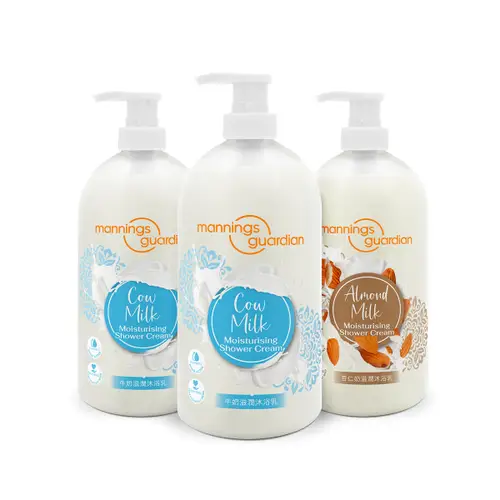 mannings
guardian
Cow
Milk
Moisturising
Shower Cream
牛奶滋潤沐浴乳
mannings
guardian
Cow
Milk
Moisturising
Shower Cream
牛奶滋潤沐浴乳
mannings
guardian
Almond
Milk
Moisturising
Shower Cream
杏仁奶滋潤沐浴乳